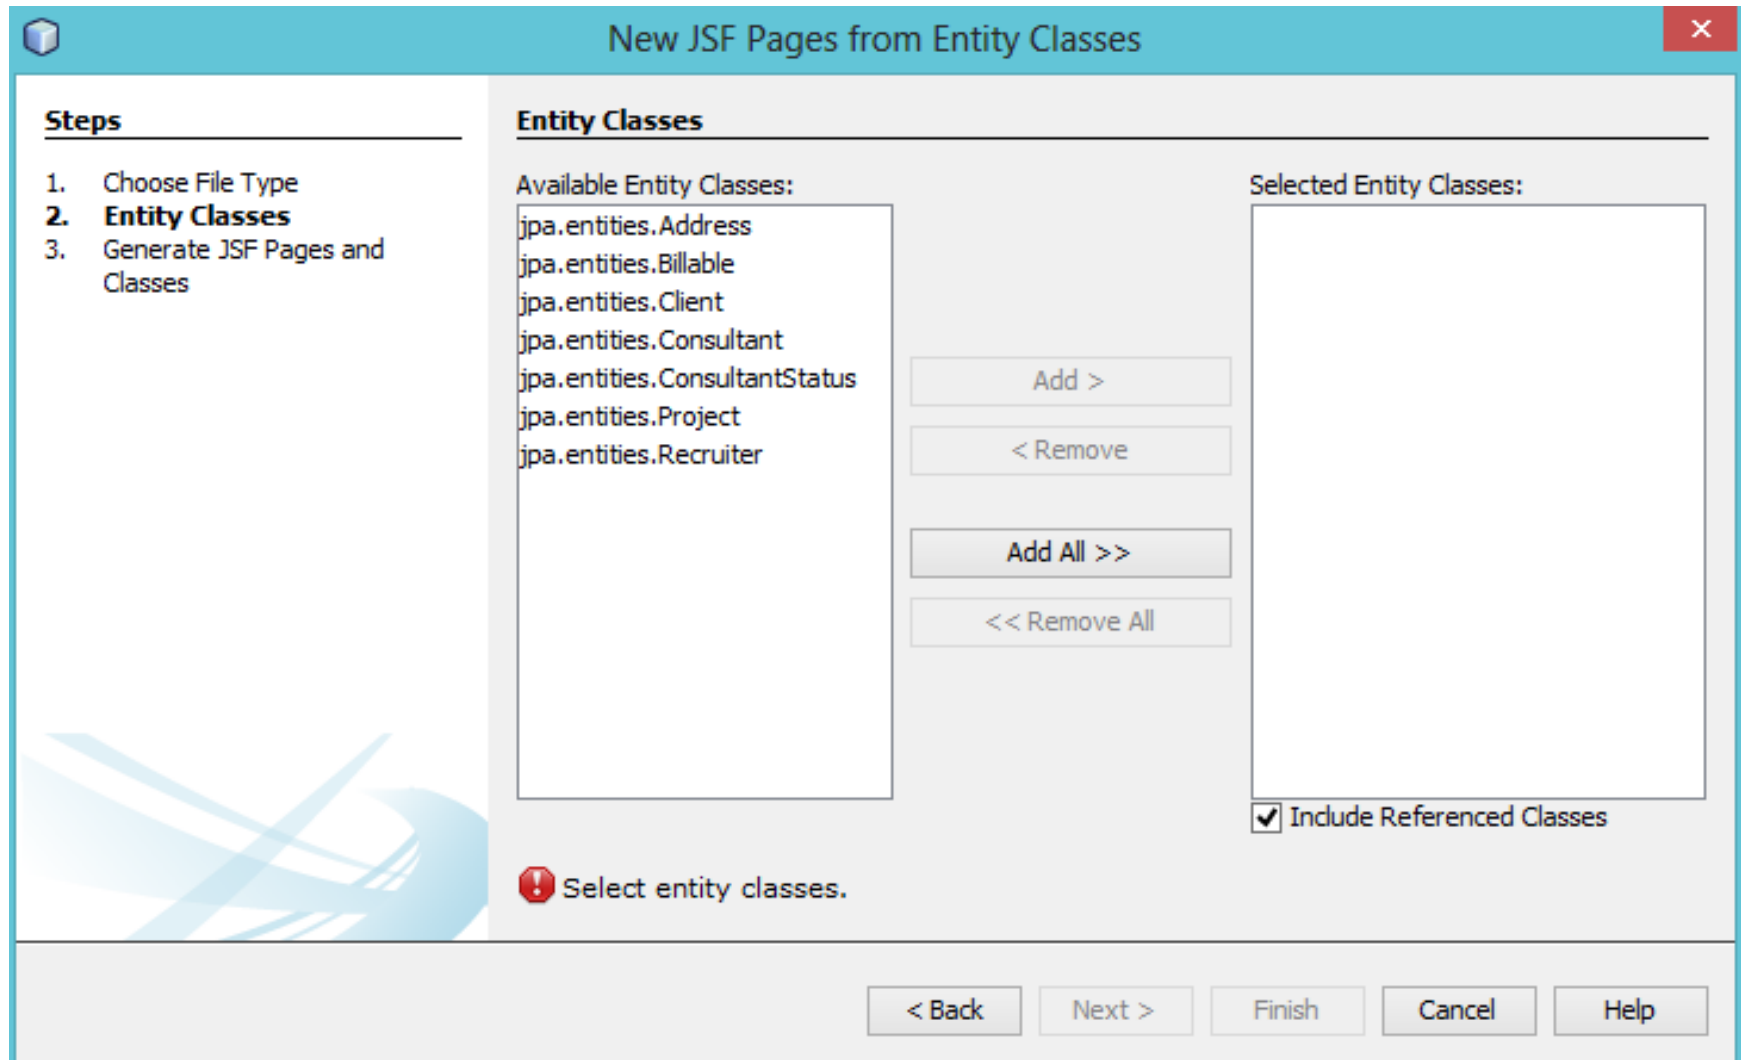 New JSF Pages from Entity Classes
Steps
1. Choose File Type
2. Entity Classes
3. Generate JSF Pages and
Classes
Entity Classes
Available Entity Classes:
jpa.entities.Address
jpa.entities.Billable
jpa.entities.Client
jpa.entities.Consultant
jpa.entities.ConsultantStatus
jpa.entities.Project
jpa.entities.Recruiter
Add >
< Remove
Add All >>
<< Remove All
Selected Entity Classes:
Include Referenced Classes
Select entity classes.
< Back
Next >
Finish
Cancel
Help